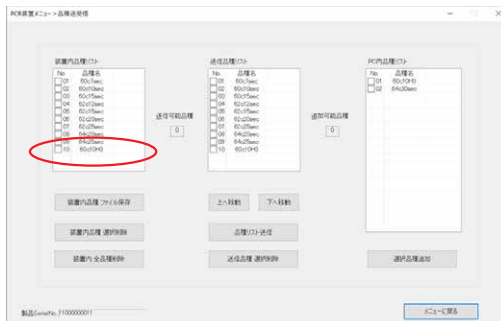 PCR装置メニュー->品種送受信
装置内品種リスト
No 品種名
01 60c7sec
02 60c10sec
03 60c15sec
04 62c12sec
05 62c15sec
06 62c20sec
07 62c25sec
08 64c20sec
09 64c25sec
10 60c10HO
送信可能品種
0
送信品種リスト
No 品種名
01 60c7sec
02 60c10sec
03 60c15sec
04 62c12sec
05 62c15sec
06 62c20sec
07 62c25sec
08 64c20sec
09 64c25sec
10 60c10HO
追加可能品種
0
PC内品種リスト
No 品種名
01 60c10HO
02 64c30sec
装置内品種 ファイル保存
装置内品種 選択削除
装置内 全品種削除
上へ移動
下へ移動
品種リスト送信
送信品種 選択削除
選択品種追加
製品SerialNo. 11000000011
メニューに戻る